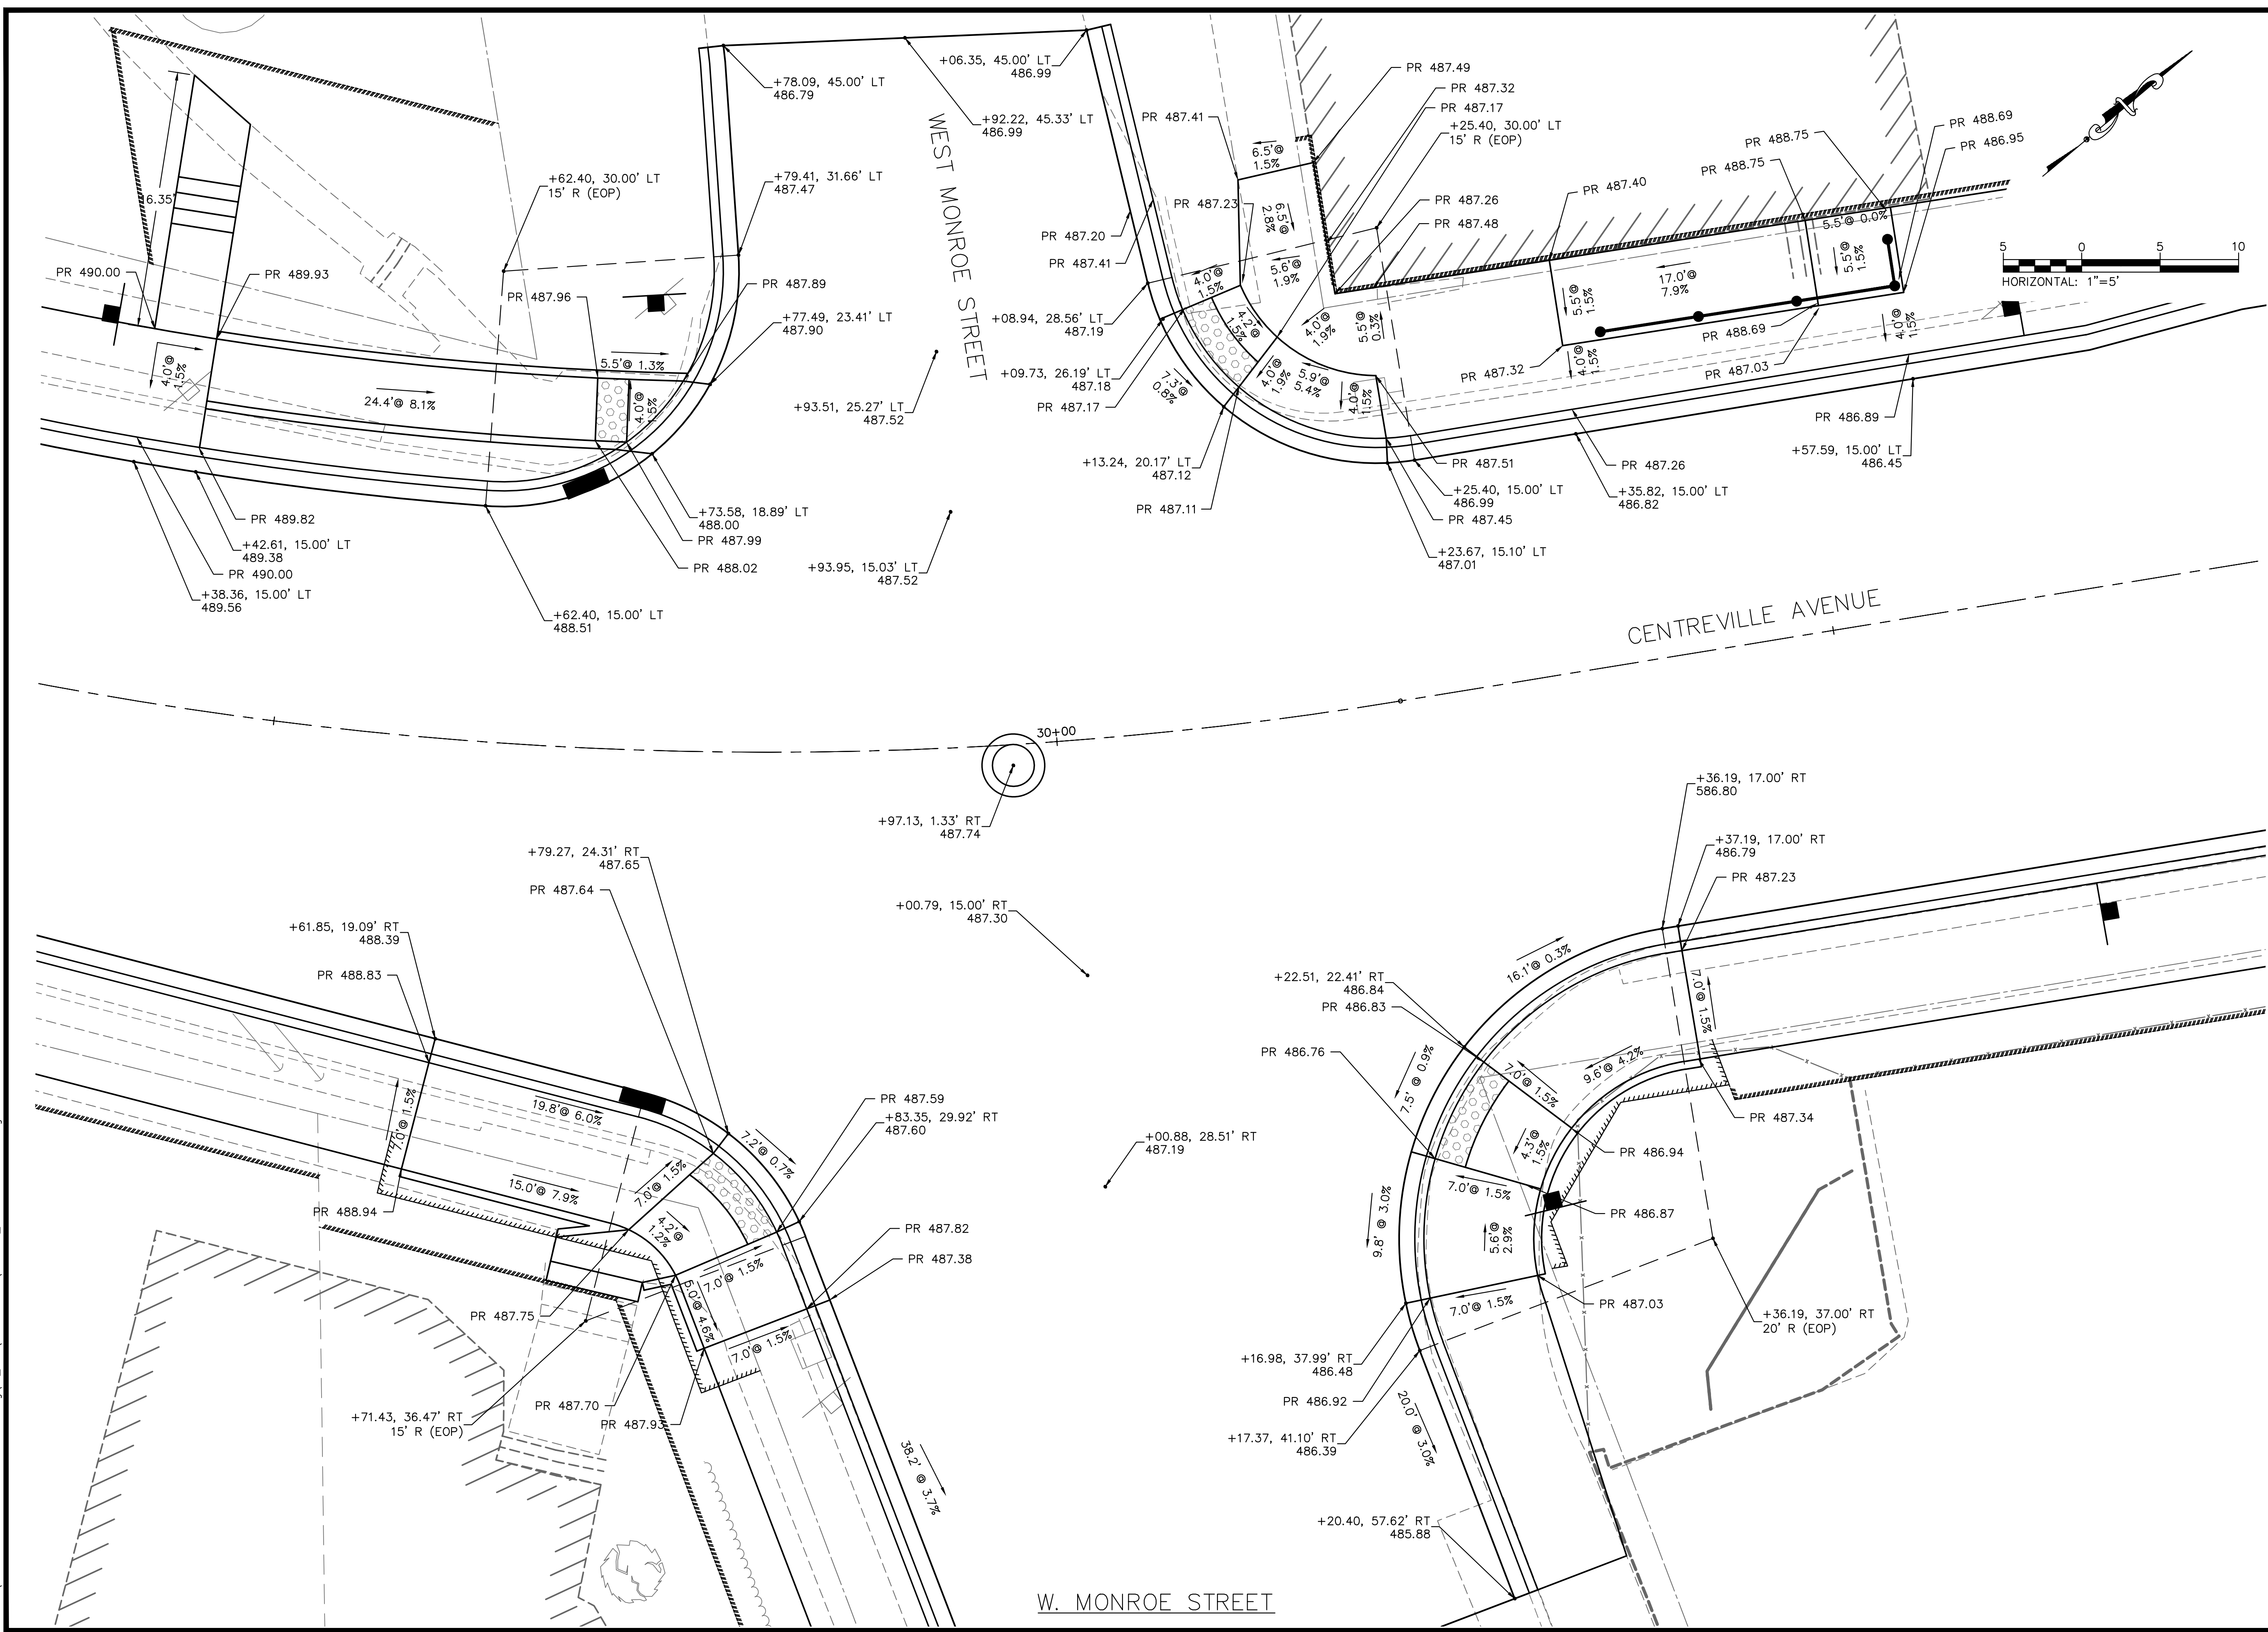 +78.09, 45.00' LT
486.79
+06.35, 45.00' LT
486.99
+92.22, 45.33' LT
486.99
WEST MONROE STREET
PR 487.41
PR 487.49
PR 487.32
PR 487.17
+25.40, 30.00' LT
15' R (EOP)
PR 488.75
PR 488.75
PR 488.69
PR 486.95
6.5'@
1.5%
16.35'
+62.40, 30.00' LT
15' R (EOP)
+79.41, 31.66' LT
487.47
PR 487.23
6.5'@
2.8%
PR 487.26
PR 487.48
PR 487.40
5.5'@ 0.0%
5.5'@
1.5%
5 0 5 10
HORIZONTAL: 1"=5'
PR 487.20
PR 487.41
PR 490.00
PR 489.93
PR 487.96
PR 487.89
+77.49, 23.41' LT
487.90
+08.94, 28.56' LT
487.19
4.0'@
1.5%
5.6'@
1.9%
4.2'@
1.5%
4.0'@
1.9%
5.5'@
0.3%
5.5'@
1.5%
17.0'@
7.9%
PR 488.69
4.0'@
1.5%
4.0'@
1.5%
5.5'@ 1.3%
24.4'@ 8.1%
4.0'@
1.5%
+93.51, 25.27' LT
487.52
+09.73, 26.19' LT
487.18
PR 487.17
7.3'@
0.8%
4.0'@
1.9%
5.9'@
5.4%
4.0'@
1.5%
PR 487.32
4.0'@
1.5%
PR 487.03
PR 486.89
+57.59, 15.00' LT
486.45
+13.24, 20.17' LT
487.12
PR 487.11
PR 487.51
+25.40, 15.00' LT
486.99
PR 487.45
+23.67, 15.10' LT
487.01
PR 487.26
+35.82, 15.00' LT
486.82
PR 489.82
+42.61, 15.00' LT
489.38
PR 490.00
+38.36, 15.00' LT
489.56
+73.58, 18.89' LT
488.00
PR 487.99
PR 488.02
+93.95, 15.03' LT
487.52
+62.40, 15.00' LT
488.51
CENTREVILLE AVENUE
30+00
+97.13, 1.33' RT
487.74
+36.19, 17.00' RT
586.80
+37.19, 17.00' RT
486.79
PR 487.23
+79.27, 24.31' RT
487.65
PR 487.64
+00.79, 15.00' RT
487.30
+61.85, 19.09' RT
488.39
PR 488.83
16.1'@ 0.3%
+22.51, 22.41' RT
486.84
PR 486.83
PR 486.76
7.5' @ 0.9%
7.0'@ 1.5%
9.6'@ 4.2%
7.0'@ 1.5%
7.0'@ 1.5%
19.8'@ 6.0%
15.0'@ 7.9%
PR 488.94
7.2'@ 0.7%
7.0'@ 1.5%
4.2'@
1.2%
PR 487.59
+83.35, 29.92' RT
487.60
+00.88, 28.51' RT
487.19
4.3'@
1.5%
PR 487.34
PR 486.94
7.0'@ 1.5%
PR 486.87
9.8' @ 3.0%
5.6'@
2.9%
PR 487.82
PR 487.38
7.0'@ 1.5%
5.0'@ 4.6%
7.0'@ 1.5%
PR 487.75
7.0'@ 1.5%
PR 487.03
+36.19, 37.00' RT
20' R (EOP)
+16.98, 37.99' RT
486.48
PR 486.92
+17.37, 41.10' RT
486.39
20.0' @ 3.0%
PR 487.70
PR 487.93
+71.43, 36.47' RT
15' R (EOP)
38.2' @ 3.7%
+20.40, 57.62' RT
485.88
W. MONROE STREET